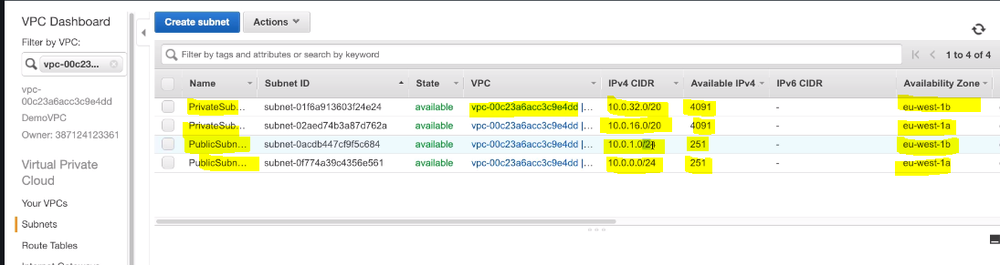 VPC Dashboard
Filter by VPC:
vpc-00c23...
vpc-
00c23a6acc3c9e4dd
DemoVPC
Owner: 387124123361
Virtual Private
Cloud
Your VPCs
Subnets
Route Tables
Create subnet Actions
Filter by tags and attributes or search by keyword 1 to 4 of 4
Name Subnet ID State VPC IPv4 CIDR Available IPv4 IPv6 CIDR Availability Zone
PrivateSub... subnet-01f6a913603f24e24 available vpc-00c23a6acc3c9e4dd |... 10.0.32.0/20 4091 - eu-west-1b
PrivateSub... subnet-02aed74b3a87d762a available vpc-00c23a6acc3c9e4dd |... 10.0.16.0/20 4091 - eu-west-1a
PublicSubn... subnet-0acdb447cf9f5c684 available vpc-00c23a6acc3c9e4dd |... 10.0.1.0/24 251 - eu-west-1b
PublicSubn... subnet-0f774a39c4356e561 available vpc-00c23a6acc3c9e4dd |... 10.0.0.0/24 251 - eu-west-1a